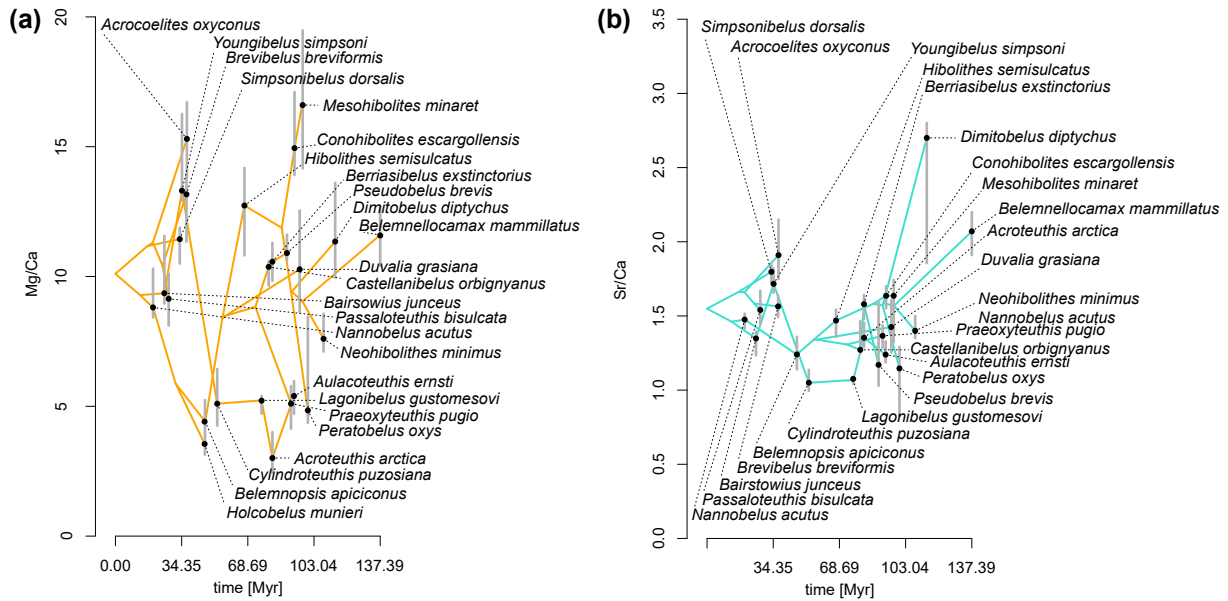 (a)
20
15
10
5
0
Mg/Ca
Acrocoelites oxyconus
Youngibelus simpsoni
Brevibelus breviformis
Simpsonibelus dorsalis
Mesohibolites minaret
Conohibolites escargollensis
Hibolithes semisulcatus
Berriasibelus exstinctorius
Pseudobelus brevis
Dimitobelus diptychus
Belemnellocamax mammillatus
Duvalia grasiana
Castellanibelus orbignyanus
Bairsowius junceus
Passaloteuthis bisulcata
Nannobelus acutus
Neohibolithes minimus
Aulacoteuthis ernsti
Lagonibelus gustomesovi
Praeoxyteuthis pugio
Peratobelus oxys
Acroteuthis arctica
Cylindroteuthis puzosiana
Belemnopsis apiciconus
Holcobelus munieri
0.00 34.35 68.69 103.04 137.39
time [Myr]
(b)
3.5
3.0
2.5
2.0
1.5
1.0
0.5
0.0
Sr/Ca
Simpsonibelus dorsalis
Acrocoelites oxyconus
Youngibelus simpsoni
Hibolithes semisulcatus
Berriasibelus exstinctorius
Dimitobelus diptychus
Conohibolites escargollensis
Mesohibolites minaret
Belemnellocamax mammillatus
Acroteuthis arctica
Duvalia grasiana
Neohibolithes minimus
Nannobelus acutus
Praeoxyteuthis pugio
Castellanibelus orbignyanus
Aulacoteuthis ernsti
Peratobelus oxys
Pseudobelus brevis
Lagonibelus gustomesovi
Cylindroteuthis puzosiana
Belemnopsis apiciconus
Brevibelus breviformis
Bairstowius junceus
Passaloteuthis bisulcata
Nannobelus acutus
34.35 68.69 103.04 137.39
time [Myr]